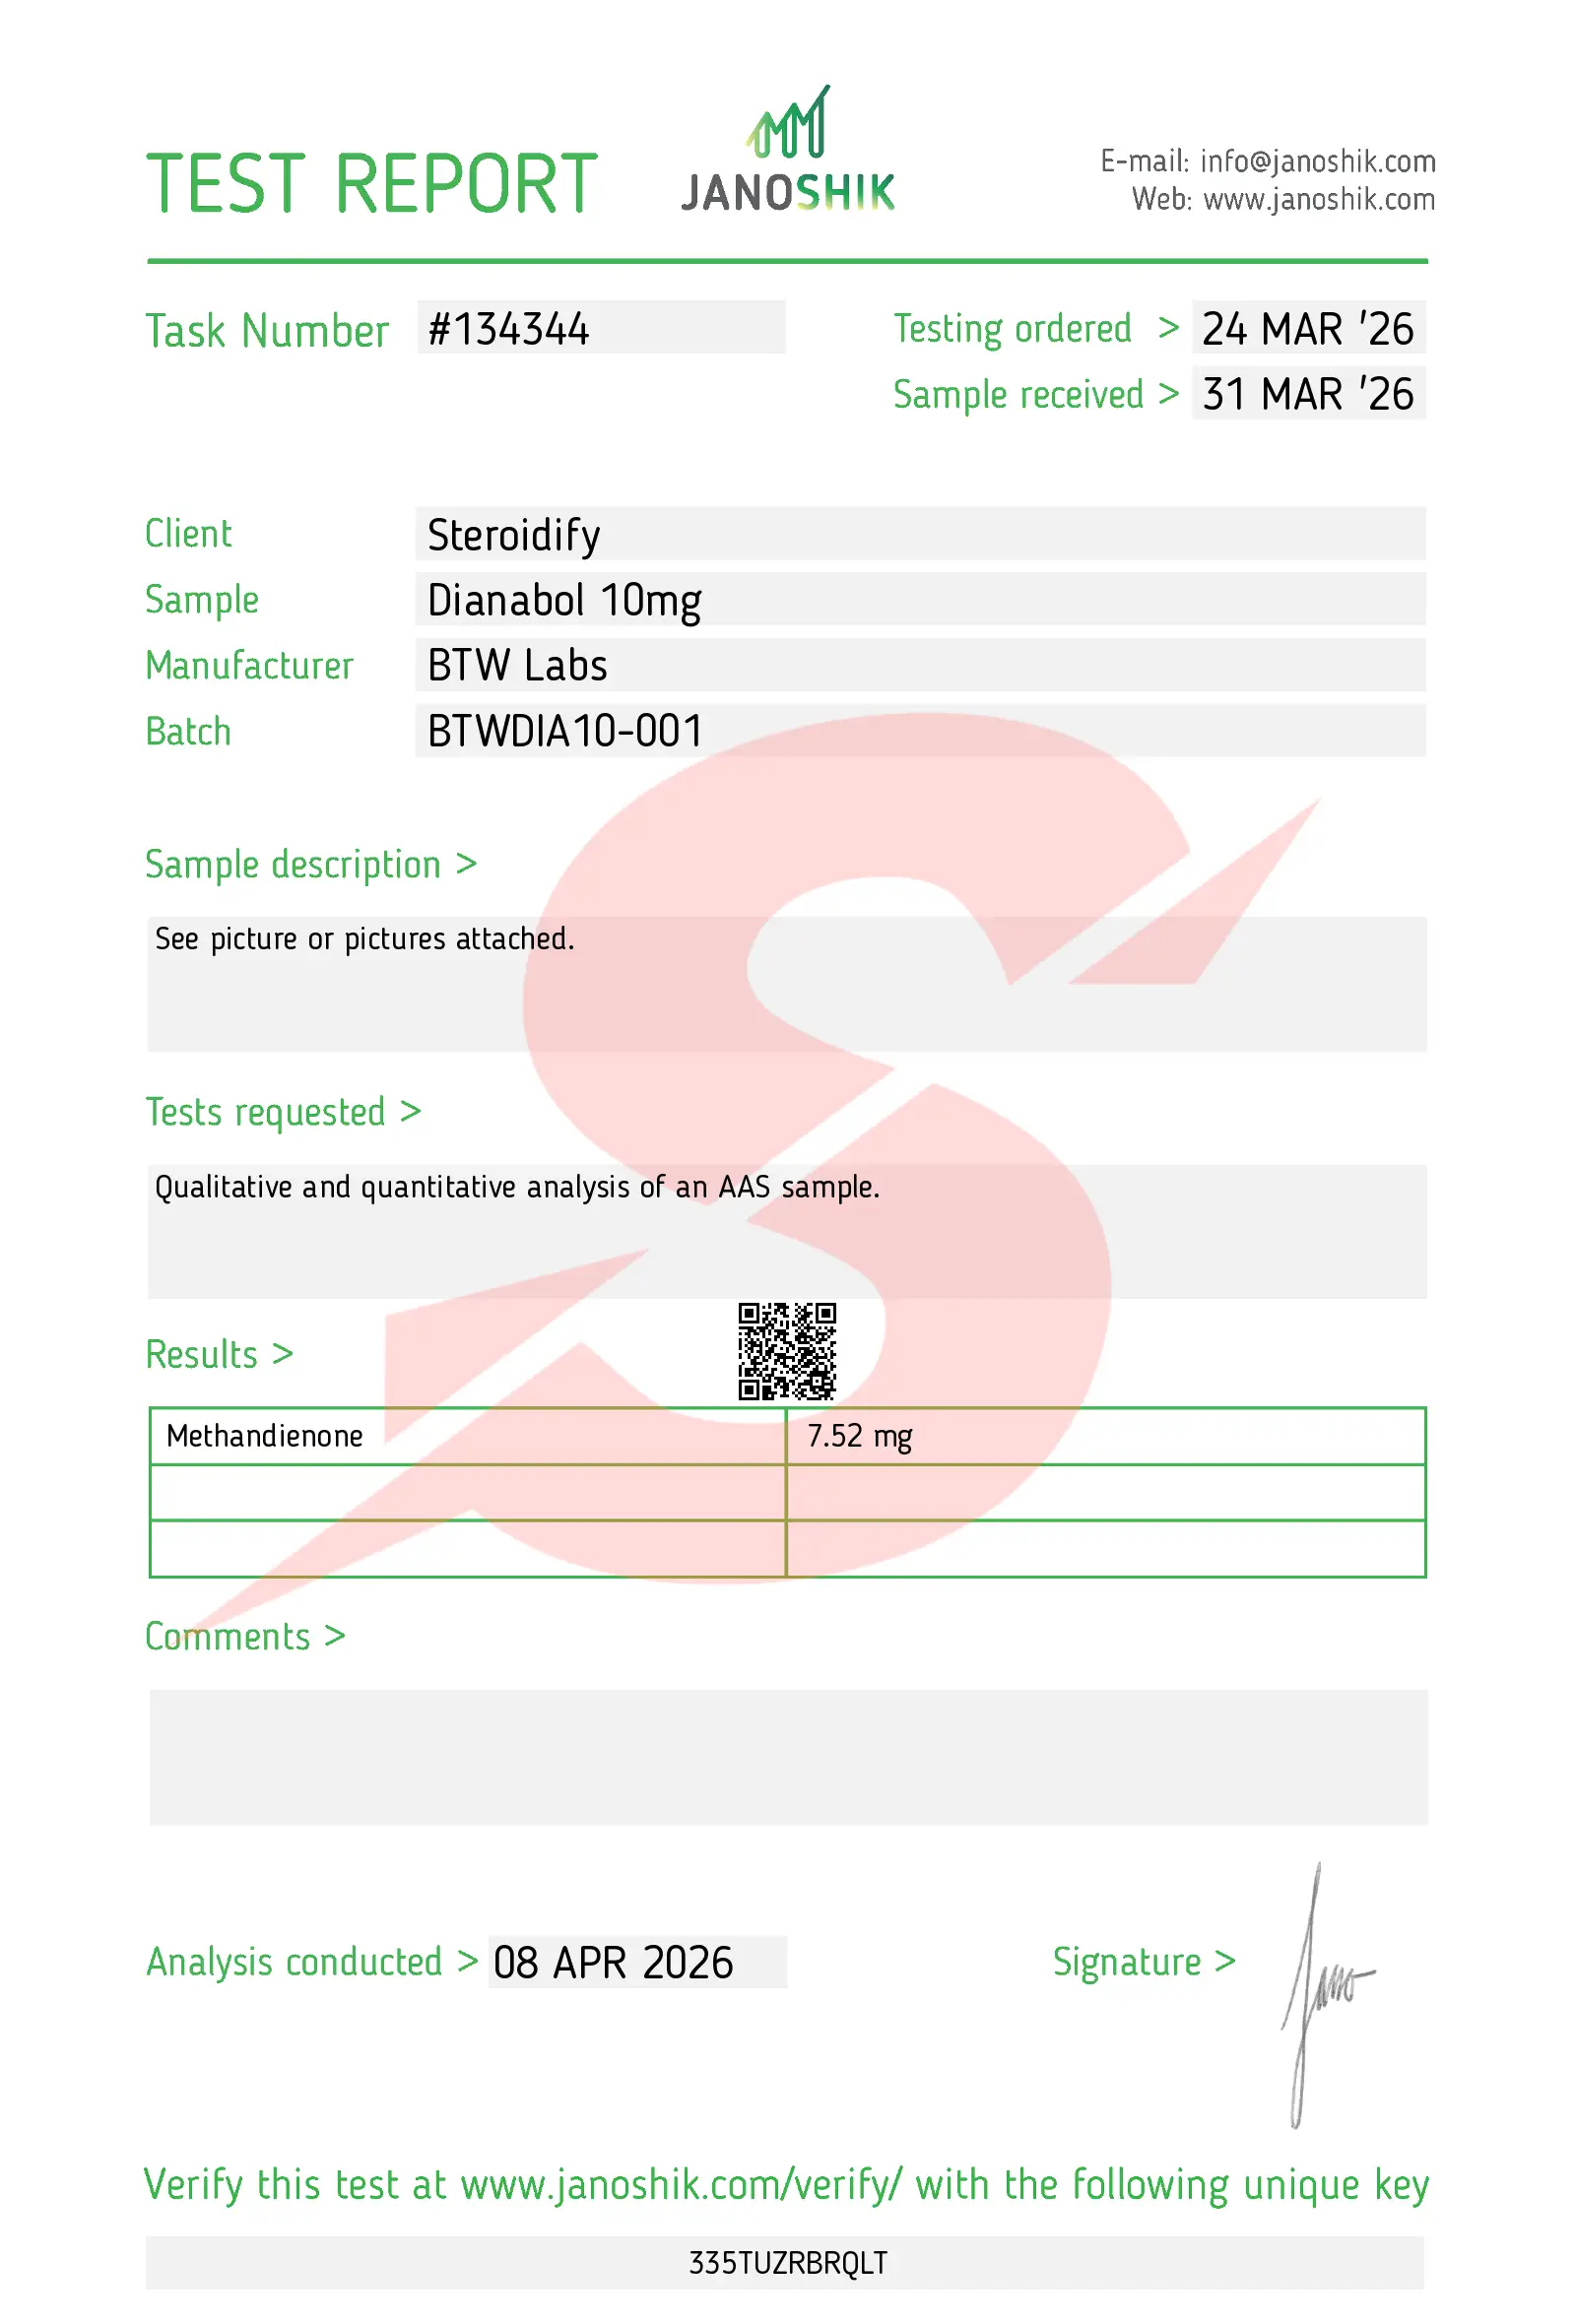 TEST REPORT
JANOSHIK
E-mail: info@janoshik.com
Web: www.janoshik.com
Task Number #134344
Testing ordered > 24 MAR '26
Sample received > 31 MAR '26
Client Steroidify
Sample Dianabol 10mg
Manufacturer BTW Labs
Batch BTWDIA10-001
Sample description >
See picture or pictures attached.
Tests requested >
Qualitative and quantitative analysis of an AAS sample.
Results >
Methandienone 7.52 mg
Comments >
Analysis conducted > 08 APR 2026
Signature > Jano
Verify this test at www.janoshik.com/verify/ with the following unique key
335TUZRBRQLT